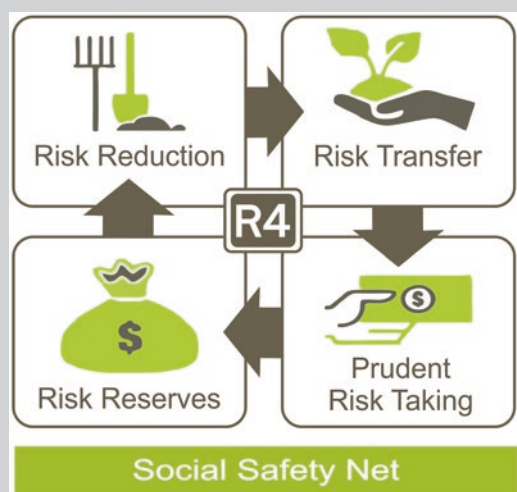 Risk Reduction
Risk Transfer
R4
$
Risk Reserves
$
Prudent
Risk Taking
Social Safety Net